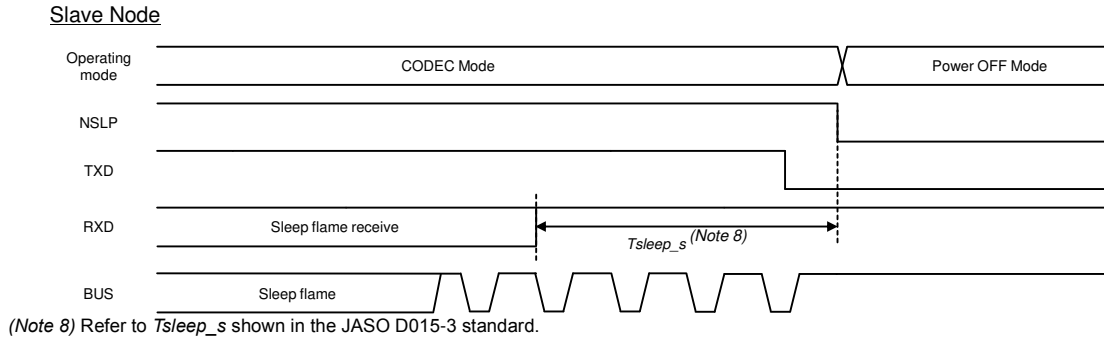 Slave Node
Operating
mode
CODEC Mode
Power OFF Mode
NSLP
TXD
RXD
Sleep flame receive
Tsleep_s (Note 8)
BUS
Sleep flame
(Note 8) Refer to Tsleep_s shown in the JASO D015-3 standard.